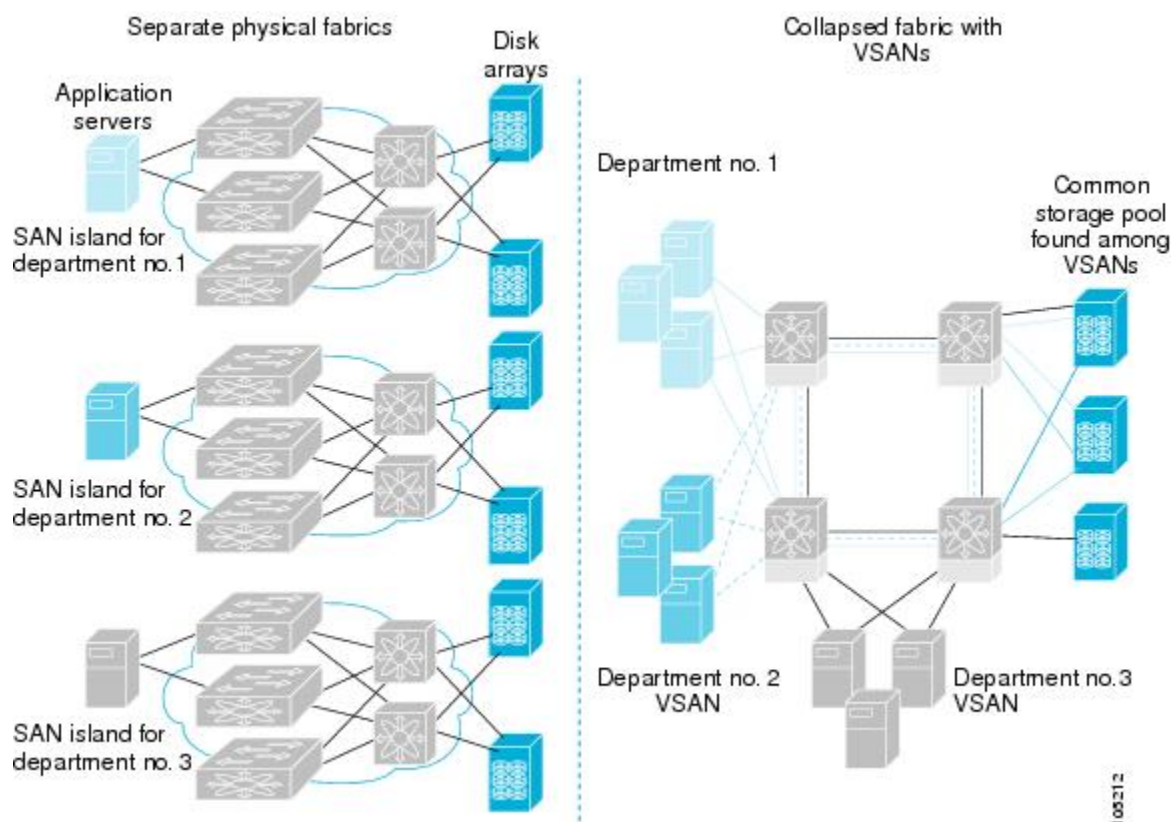 Separate physical fabrics
Disk
arrays
Application
servers
SAN island for
department no.1
SAN island for
department no. 2
SAN island for
department no. 3
Collapsed fabric with
VSANs
Department no. 1
Common
storage pool
found among
VSANs
Department no. 2
VSAN
Department no.3
VSAN
105212